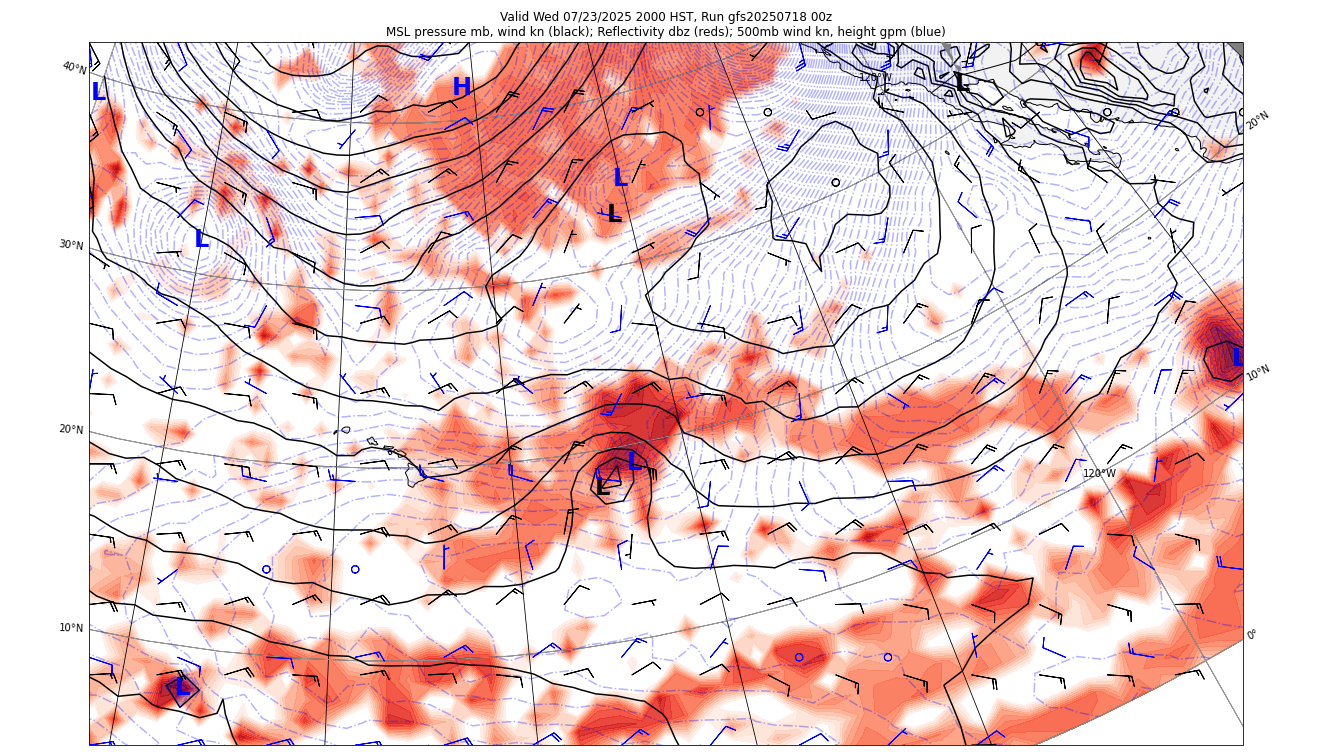 Valid Wed 07/23/2025 2000 HST, Run gfs20250718 00z
MSL pressure mb, wind kn (black); Reflectivity dbz (reds); 500mb wind kn, height gpm (blue)
40°N
L
H
120°W
L
20°N
L
L
L
30°N
L
10°N
20°N
L
L
120°W
10°N
0°
L